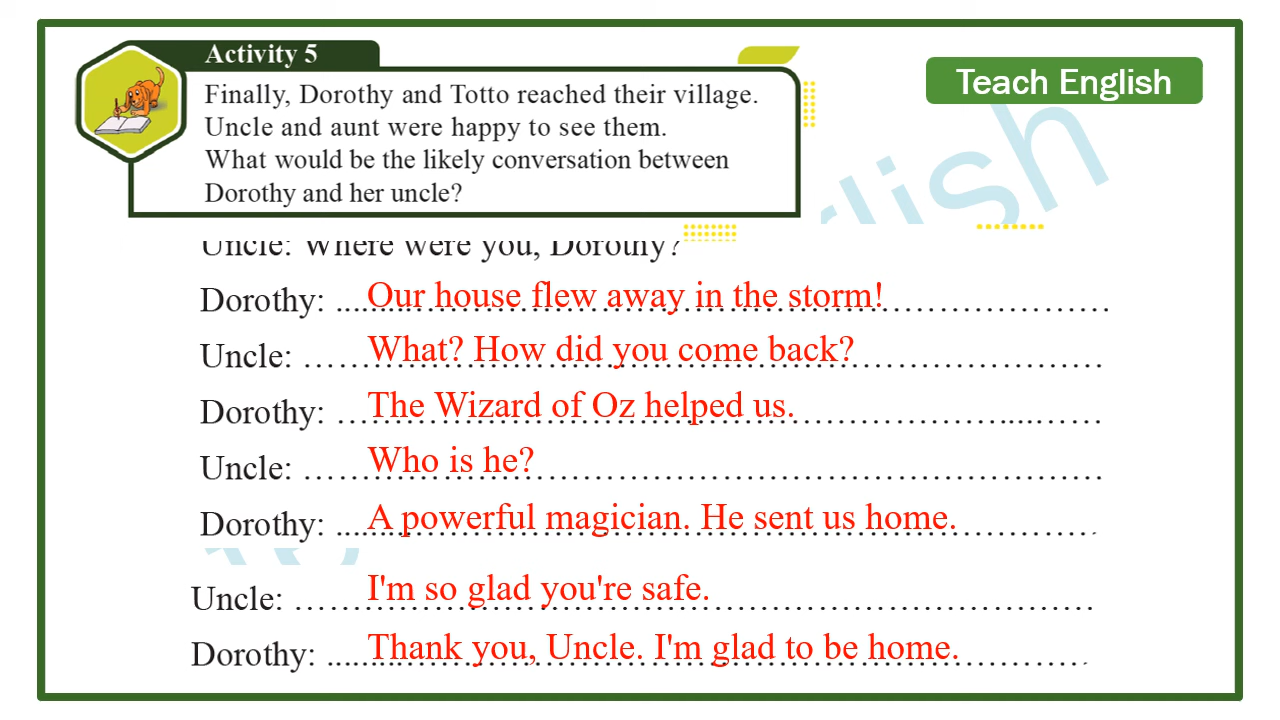 Activity 5
Teach English
Finally, Dorothy and Totto reached their village.
Uncle and aunt were happy to see them.
What would be the likely conversation between
Dorothy and her uncle?
Uncle: Where were you, Dorothy?
Dorothy: Our house flew away in the storm!
Uncle: What? How did you come back?
Dorothy: The Wizard of Oz helped us.
Uncle: Who is he?
Dorothy: A powerful magician. He sent us home.
Uncle: I'm so glad you're safe.
Dorothy: Thank you, Uncle. I'm glad to be home.